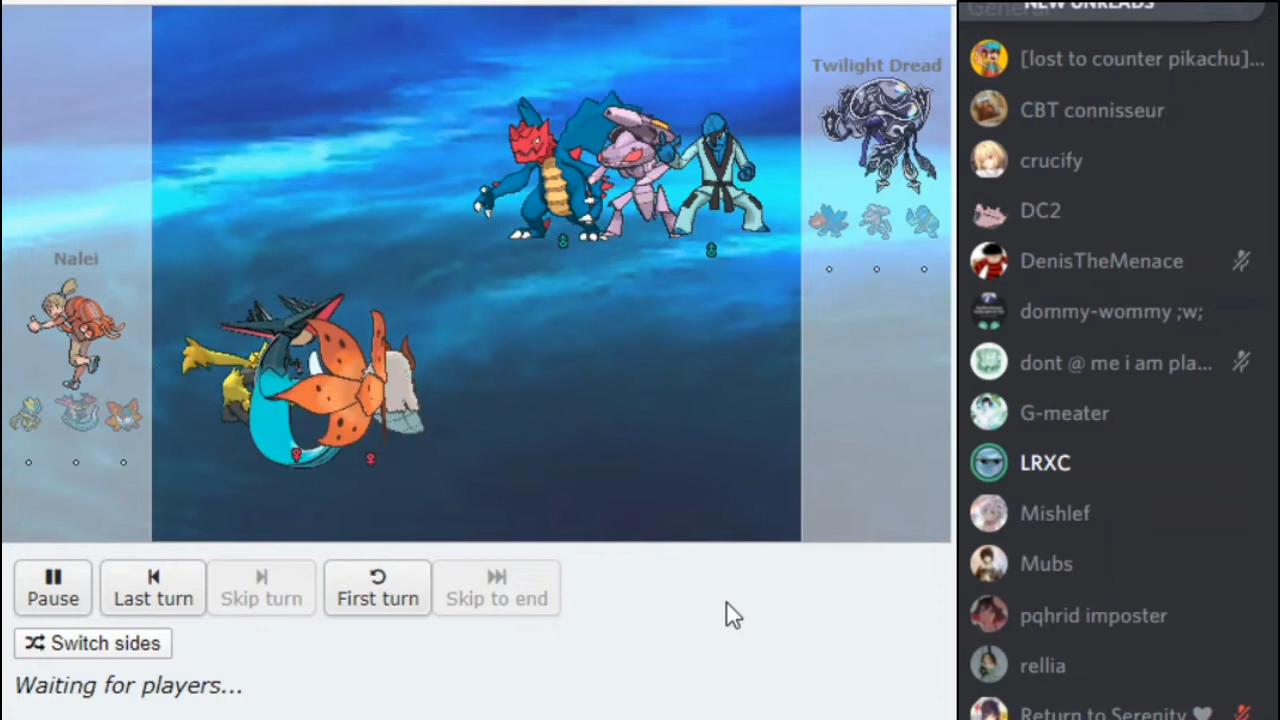 NEW UNREADS
General
Twilight Dread
Nalei
[lost to counter pikachu]...
CBT connisseur
crucify
DC2
DenisTheMenace
dommy-wommy ;w;
dont @ me i am pla...
G-meater
LRXC
Mishlef
Mubs
pqhrid imposter
rellia
Return to Serenity
Pause
Last turn
Skip turn
First turn
Skip to end
Switch sides
Waiting for players...